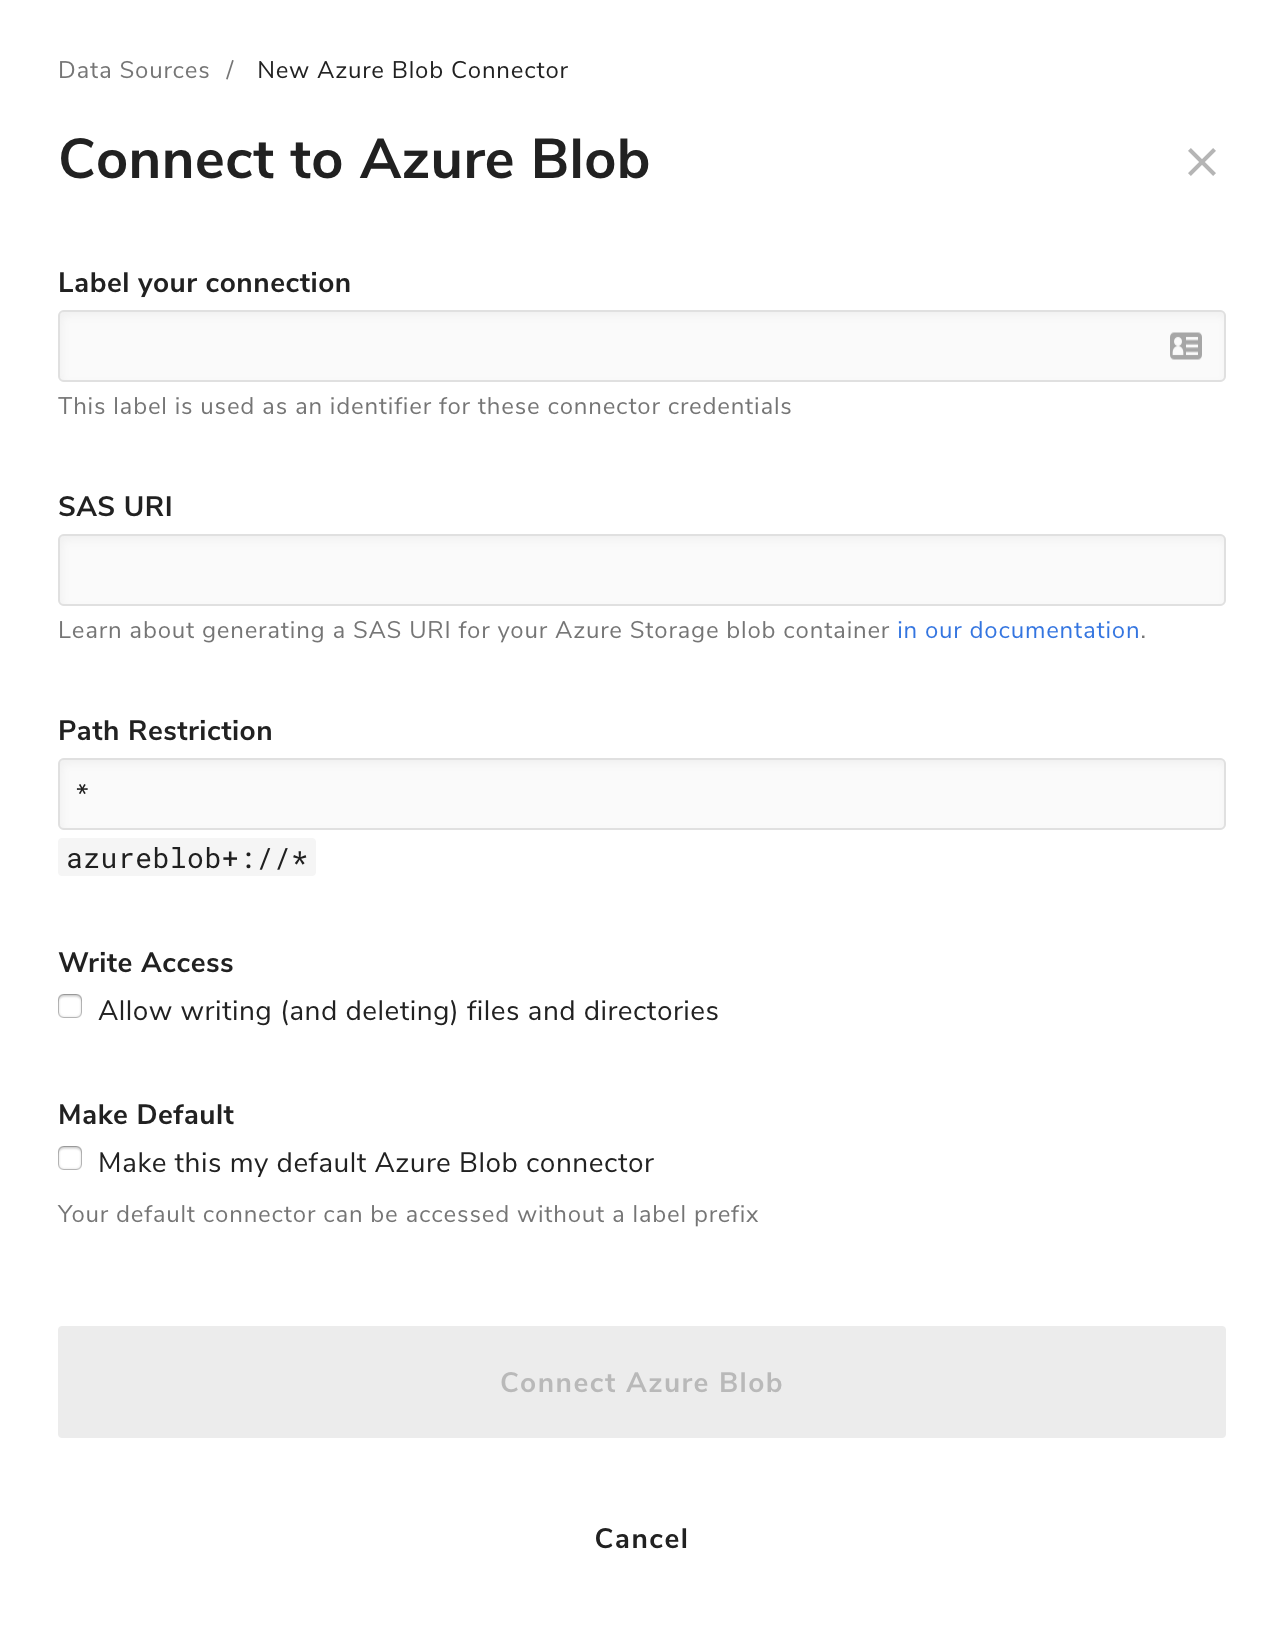 Data Sources / New Azure Blob Connector
Connect to Azure Blob
Label your connection
This label is used as an identifier for these connector credentials
SAS URI
Learn about generating a SAS URI for your Azure Storage blob container in our documentation.
Path Restriction
*
azureblob+://*
Write Access
Allow writing (and deleting) files and directories
Make Default
Make this my default Azure Blob connector
Your default connector can be accessed without a label prefix
Connect Azure Blob
Cancel